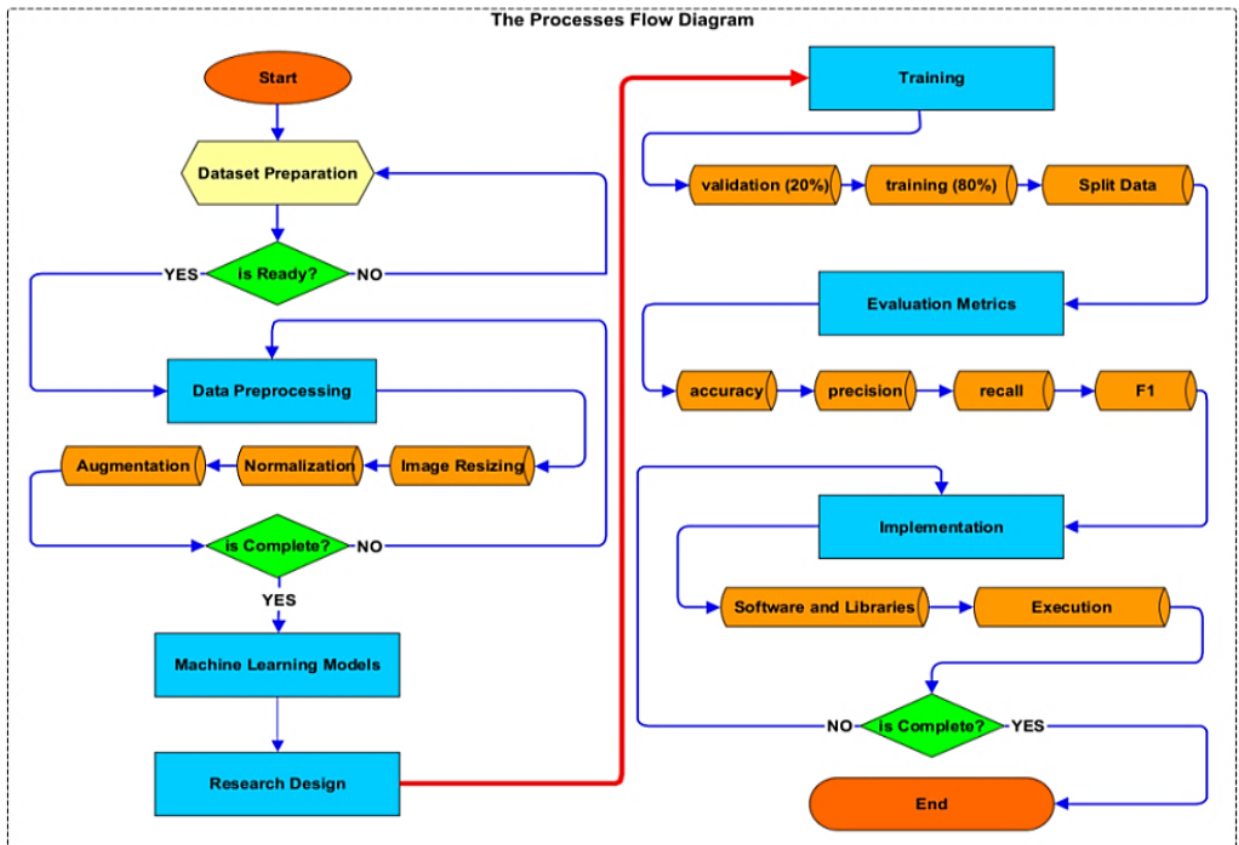 The Processes Flow Diagram
Start
Dataset Preparation
is Ready?
YES
NO
Data Preprocessing
Image Resizing
Normalization
Augmentation
is Complete?
NO
YES
Machine Learning Models
Research Design
Training
validation (20%)
training (80%)
Split Data
Evaluation Metrics
accuracy
precision
recall
F1
Implementation
Software and Libraries
Execution
is Complete?
NO
YES
End